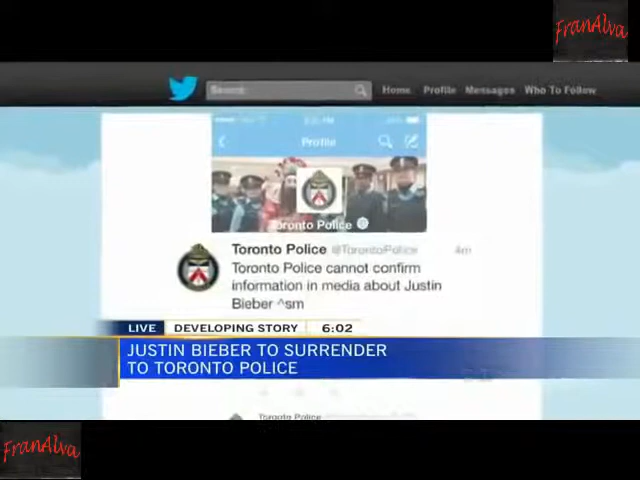 FranAlva
Search
Home Profile Messages Who To Follow
Profile
Toronto Police
Toronto Police @TorontoPolice 4m
Toronto Police cannot confirm
information in media about Justin
Bieber ^sm
LIVE DEVELOPING STORY 6:02
JUSTIN BIEBER TO SURRENDER
TO TORONTO POLICE
Toronto Police
FranAlva